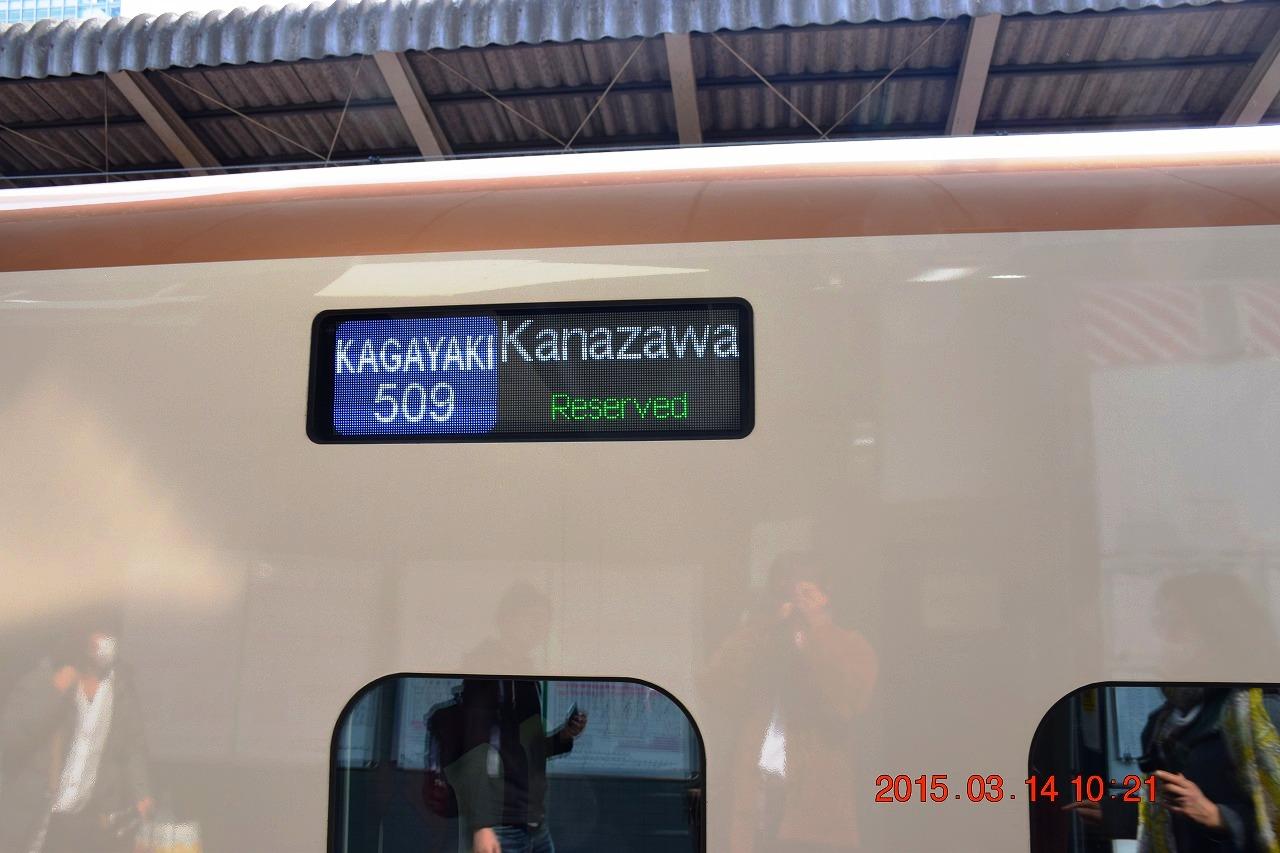 KAGAYAKI
509
Kanazawa
Reserved
2015.03.14 10:21